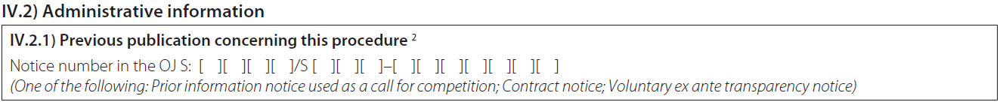 IV.2) Administrative information
IV.2.1) Previous publication concerning this procedure ²
Notice number in the OJ S: [ ][ ][ ][ ]/S [ ][ ][ ]–[ ][ ][ ][ ][ ][ ][ ]
(One of the following: Prior information notice used as a call for competition; Contract notice; Voluntary ex ante transparency notice)